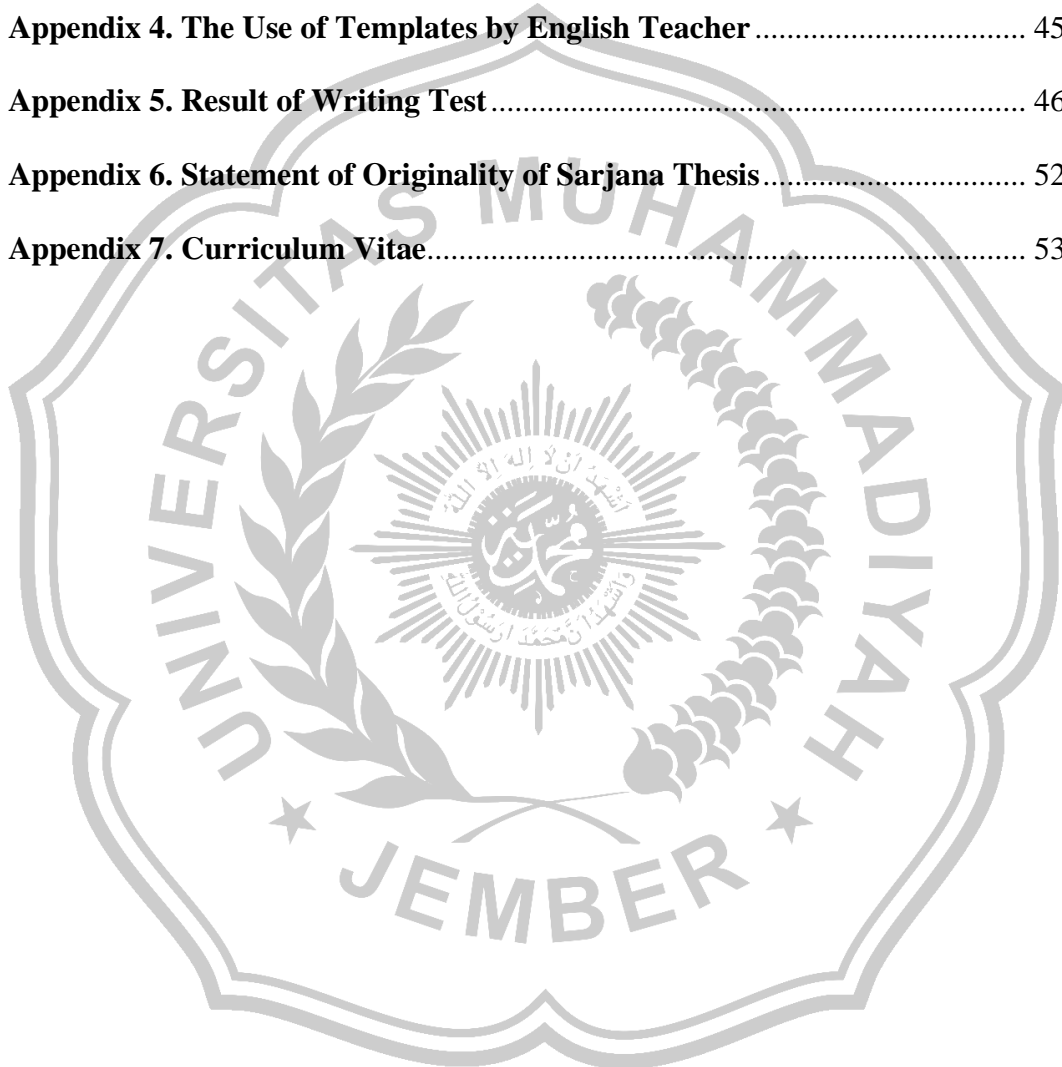 Appendix 4. The Use of Templates by English Teacher ................................ 45
Appendix 5. Result of Writing Test ................................................................ 46
Appendix 6. Statement of Originality of Sarjana Thesis ............................... 52
Appendix 7. Curriculum Vitae ........................................................................ 53
UNIVERSITAS MUHAMMADIYAH
JEMBER